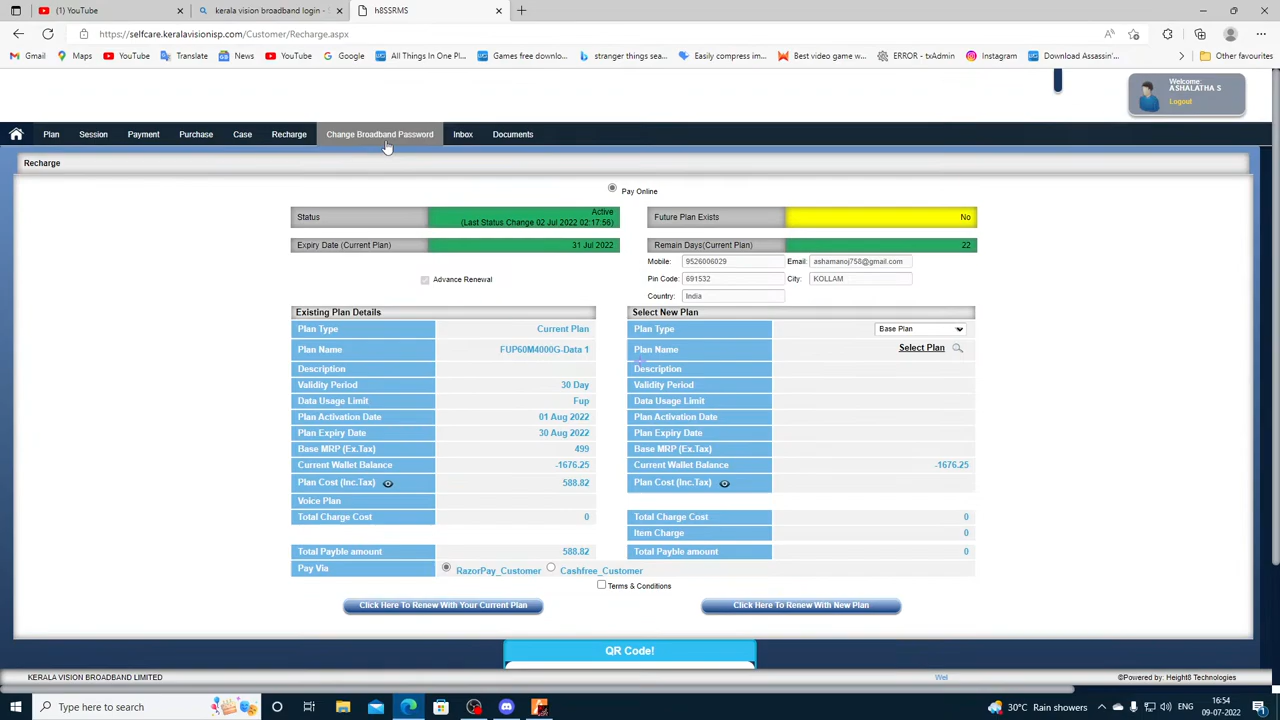 (1) YouTube
kerala vision broadband login - S
h8SSRMS
https://selfcare.keralavisionisp.com/Customer/Recharge.aspx
Gmail Maps YouTube Translate News YouTube Google All Things In One Pl... Games free downloa... stranger things sea... Easily compress im... Best video game w... ERROR - txAdmin Instagram Download Assassin'... Other favourites
Welcome:
ASHALATHA S
Logout
Plan Session Payment Purchase Case Recharge Change Broadband Password Inbox Documents
Recharge
Pay Online
Status Active
(Last Status Change 02 Jul 2022 02:17:56)
Future Plan Exists No
Expiry Date (Current Plan) 31 Jul 2022
Remain Days(Current Plan) 22
Mobile: 9526006029 Email: ashamanoj758@gmail.com
Advance Renewal
Pin Code: 691532 City: KOLLAM
Country: India
Existing Plan Details
Plan Type Current Plan
Plan Name FUP60M4000G-Data 1
Description
Validity Period 30 Day
Data Usage Limit Fup
Plan Activation Date 01 Aug 2022
Plan Expiry Date 30 Aug 2022
Base MRP (Ex.Tax) 499
Current Wallet Balance -1676.25
Plan Cost (Inc.Tax) 588.82
Voice Plan
Total Charge Cost 0
Total Payble amount 588.82
Pay Via RazorPay_Customer Cashfree_Customer
Select New Plan
Plan Type Base Plan
Plan Name Select Plan
Description
Validity Period
Data Usage Limit
Plan Activation Date
Plan Expiry Date
Base MRP (Ex.Tax)
Current Wallet Balance -1676.25
Plan Cost (Inc.Tax)
Total Charge Cost 0
Item Charge 0
Total Payble amount 0
Terms & Conditions
Click Here To Renew With Your Current Plan
Click Here To Renew With New Plan
QR Code!
KERALA VISION BROADBAND LIMITED Wel ©Powered by: Height8 Technologies
Type here to search
30°C Rain showers
ENG
16:54
09-07-2022